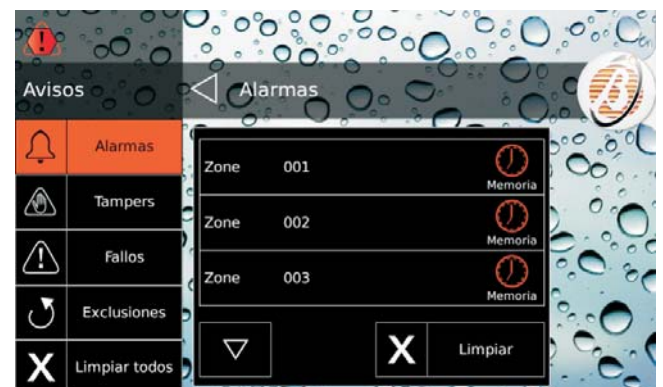 Avisos
Alarmas
Alarmas
Tampers
Fallos
Exclusiones
Limpiar todos
Zone 001
Memoria
Zone 002
Memoria
Zone 003
Memoria
Limpiar